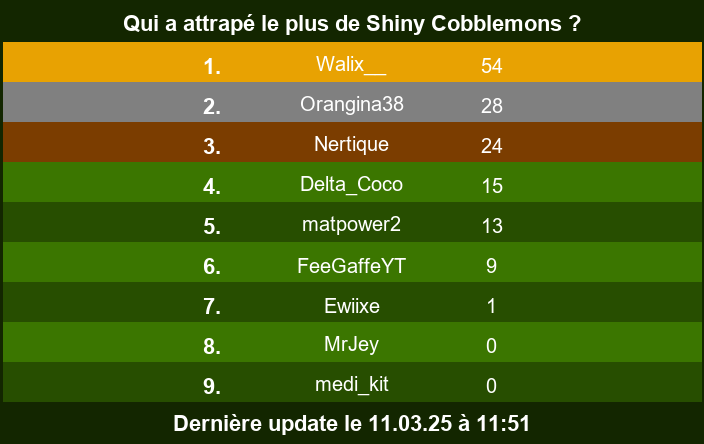 Qui a attrapé le plus de Shiny Cobblemons ?
1. Walix__ 54
2. Orangina38 28
3. Nertique 24
4. Delta_Coco 15
5. matpower2 13
6. FeeGaffeYT 9
7. Ewiixe 1
8. MrJey 0
9. medi_kit 0
Dernière update le 11.03.25 à 11:51